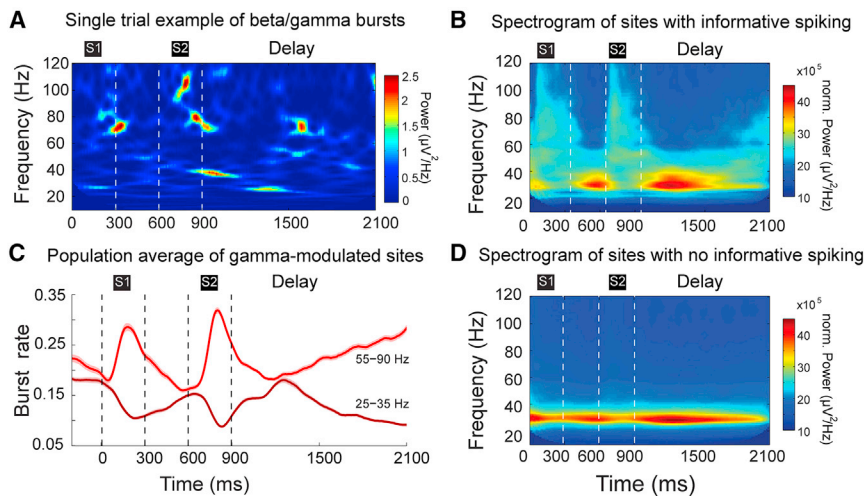 A Single trial example of beta/gamma bursts
S1 S2 Delay
Frequency (Hz)
120
100
80
60
40
20
0 300 600 900 1500 2100
2.5
2
1.5
1
0.5
0
Power (µV²/Hz)
B Spectrogram of sites with informative spiking
S1 S2 Delay
Frequency (Hz)
120
100
80
60
40
20
0 300 600 900 1500 2100
x10⁵
40
30
20
10
norm. Power (µV²/Hz)
C Population average of gamma-modulated sites
S1 S2 Delay
Burst rate
0.35
0.25
0.15
0.05
55–90 Hz
25–35 Hz
0 300 600 900 1500 2100
Time (ms)
D Spectrogram of sites with no informative spiking
S1 S2 Delay
Frequency (Hz)
120
100
80
60
40
20
0 300 600 900 1500 2100
Time (ms)
x10⁵
40
30
20
10
norm. Power (µV²/Hz)